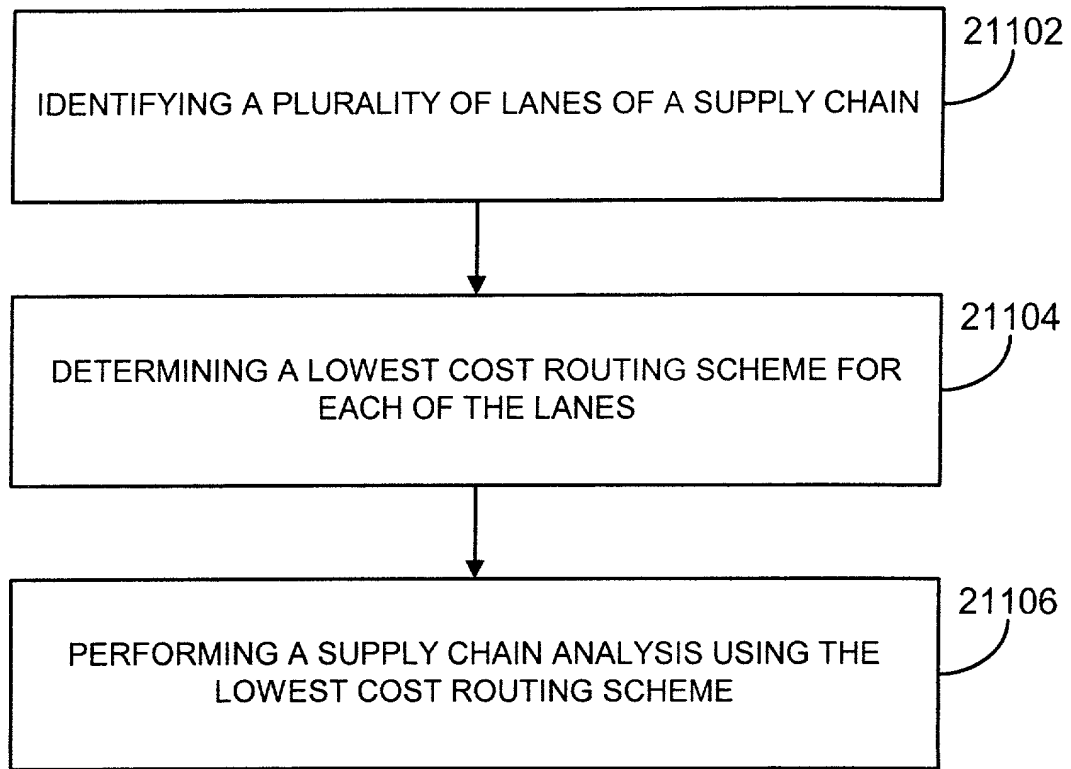 21102
IDENTIFYING A PLURALITY OF LANES OF A SUPPLY CHAIN
21104
DETERMINING A LOWEST COST ROUTING SCHEME FOR
EACH OF THE LANES
21106
PERFORMING A SUPPLY CHAIN ANALYSIS USING THE
LOWEST COST ROUTING SCHEME